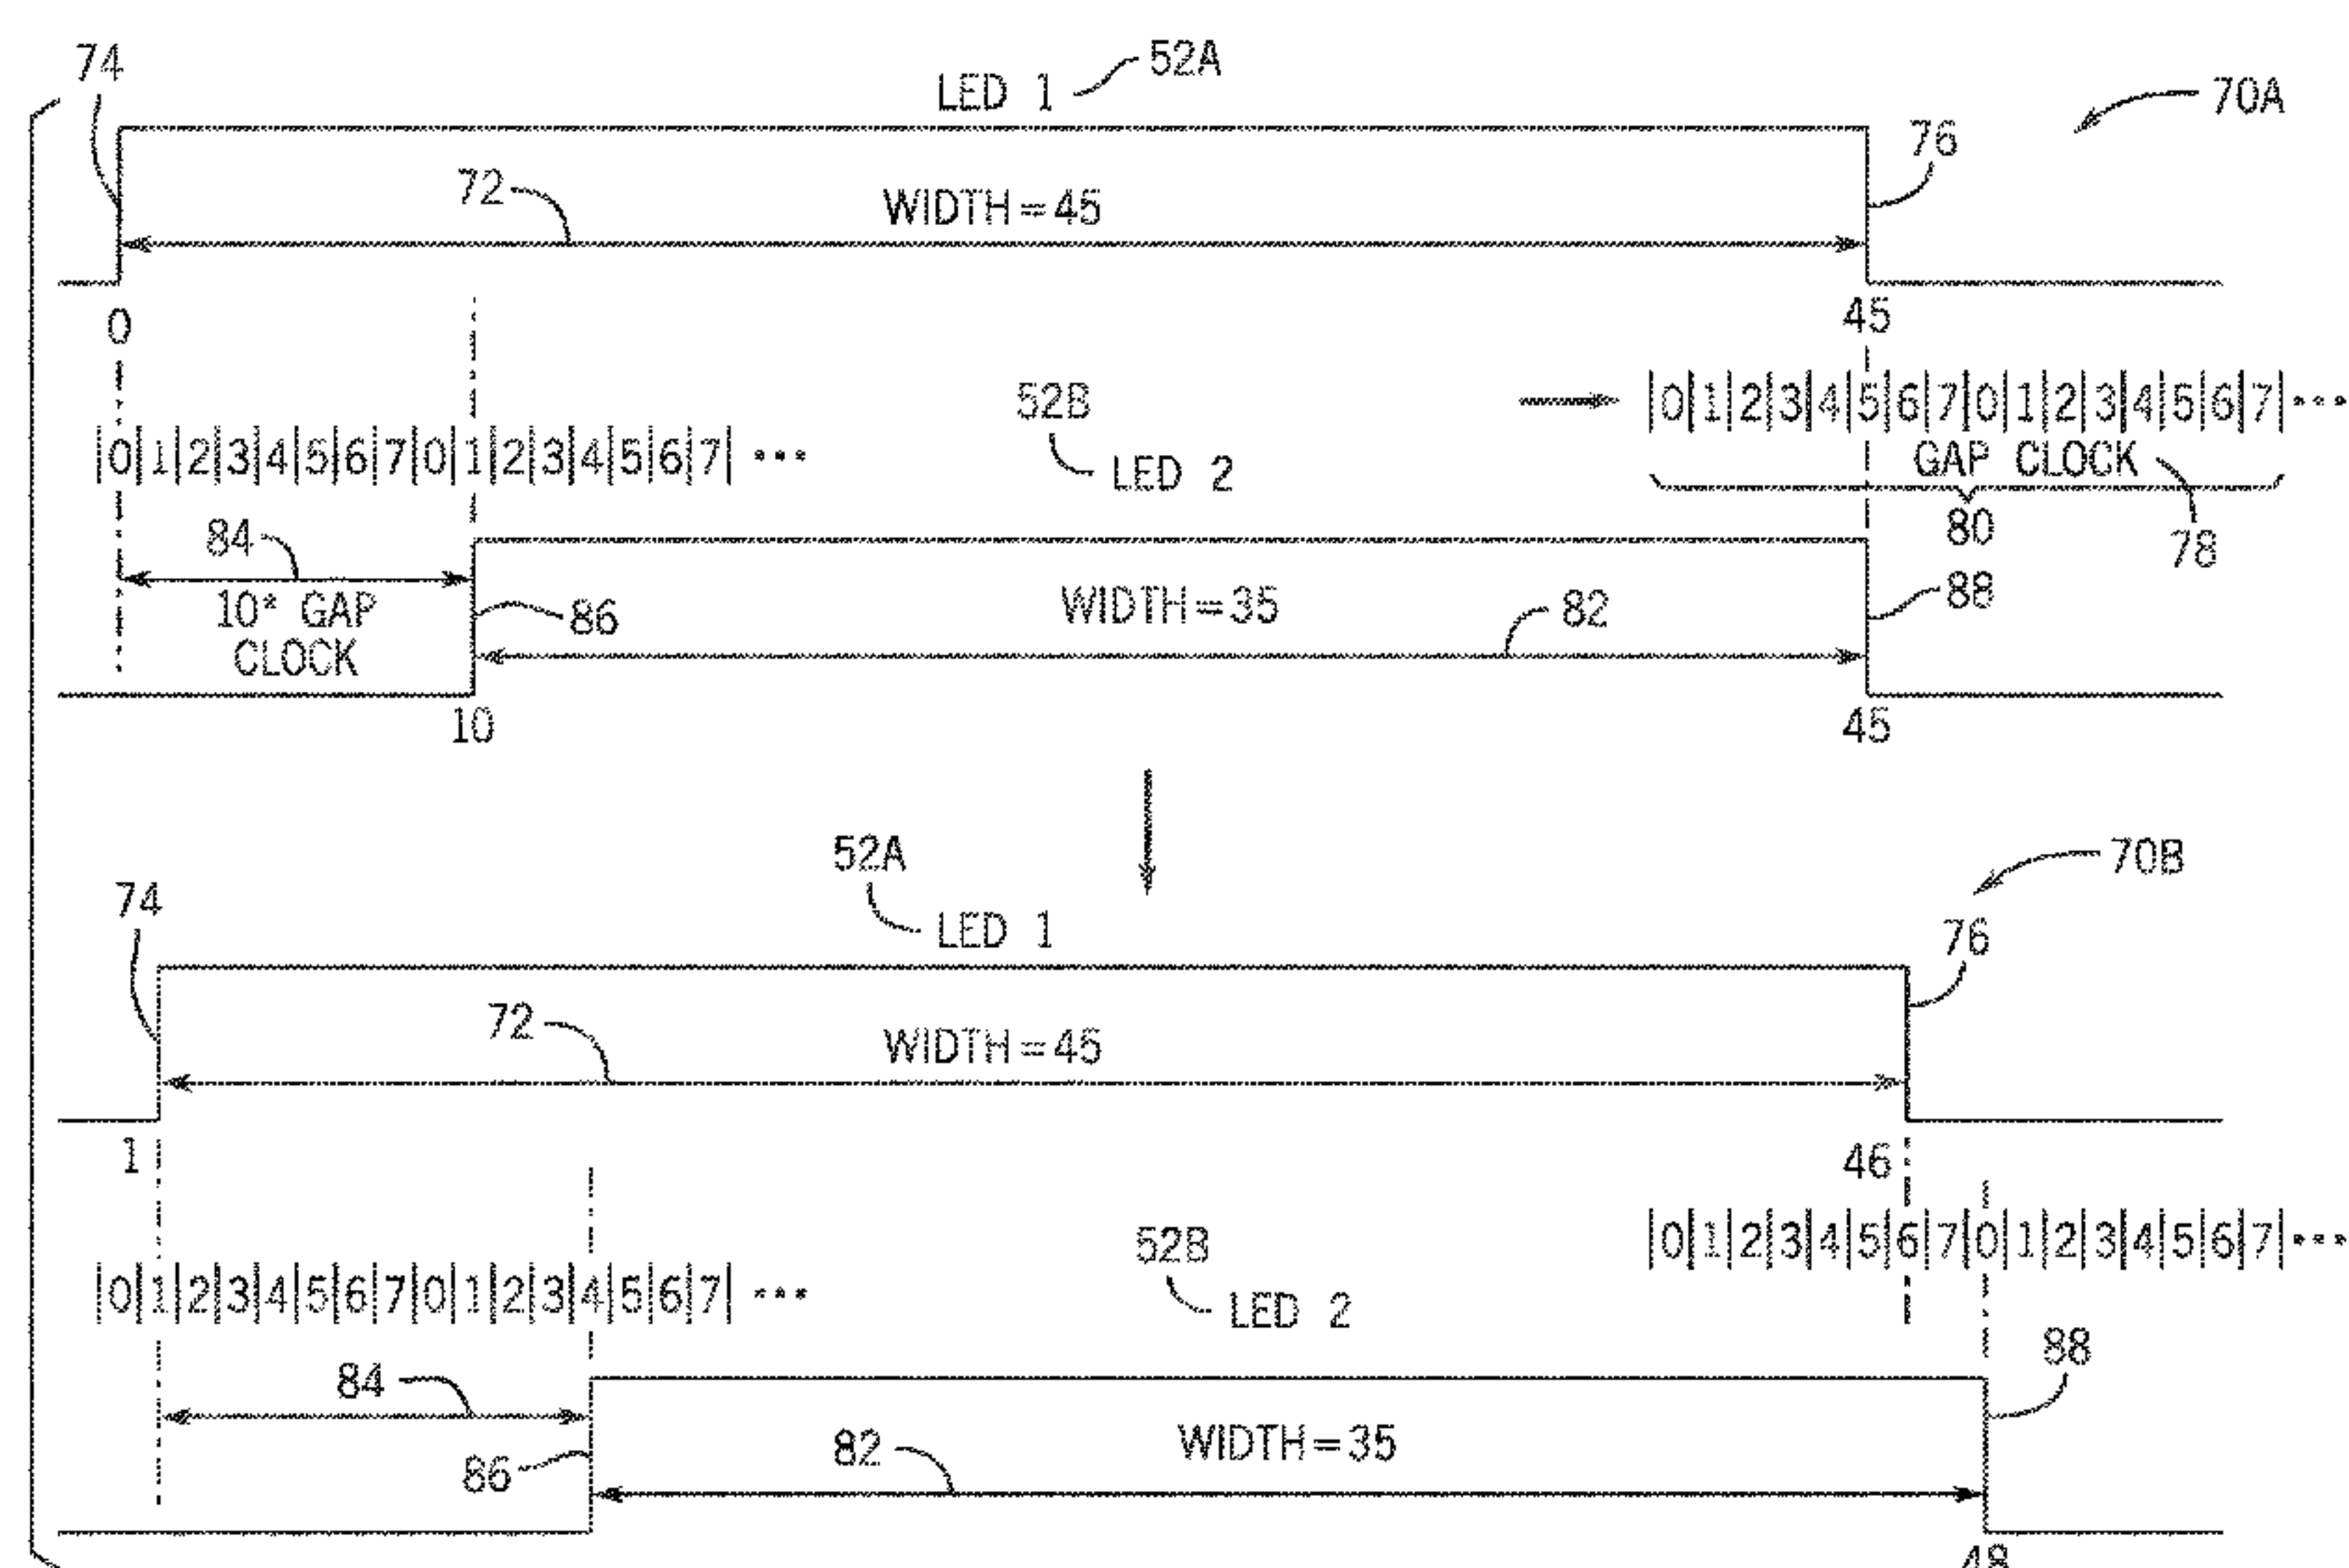 74
LED 1
52A
70A
76
72
WIDTH=45
0
45
52B
LED 2
|0|1|2|3|4|5|6|7|0|1|2|3|4|5|6|7|•••
GAP CLOCK
80
78
|0|1|2|3|4|5|6|7|0|1|2|3|4|5|6|7| •••
84
10* GAP
CLOCK
86
WIDTH=35
82
88
10
45
52A
LED 1
70B
74
76
72
WIDTH=45
1
46
52B
LED 2
|0|1|2|3|4|5|6|7|0|1|2|3|4|5|6|7|•••
|0|1|2|3|4|5|6|7|0|1|2|3|4|5|6|7| •••
84
86
82
WIDTH=35
88
48